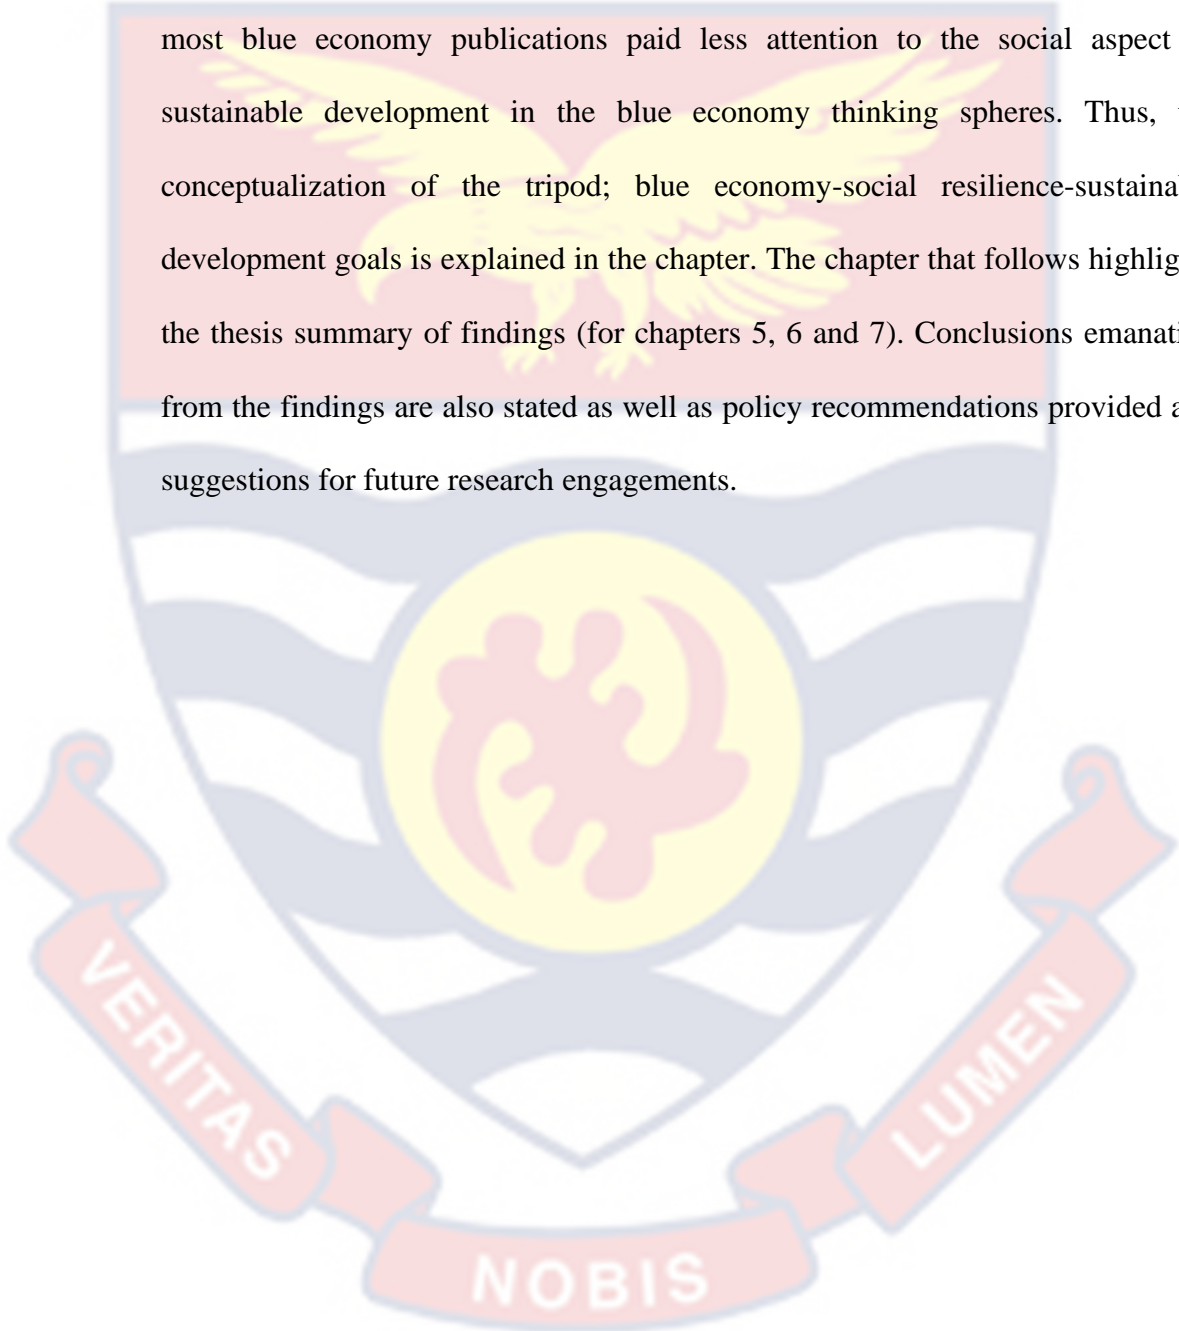 most blue economy publications paid less attention to the social aspect
sustainable development in the blue economy thinking spheres. Thus,
conceptualization of the tripod; blue economy-social resilience-sustainab
development goals is explained in the chapter. The chapter that follows highlig
the thesis summary of findings (for chapters 5, 6 and 7). Conclusions emanati
from the findings are also stated as well as policy recommendations provided a
suggestions for future research engagements.
VERITAS
NOBIS
LUMEN